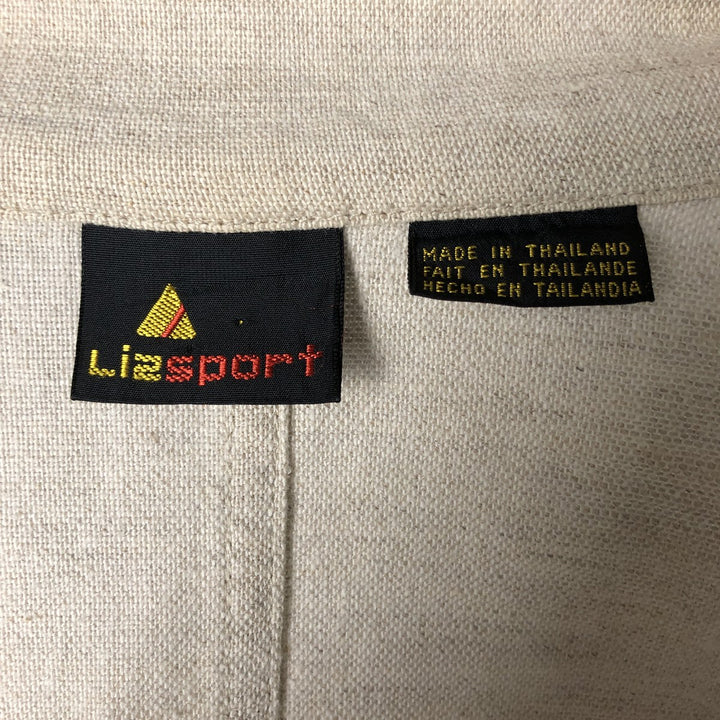 Lizsport
MADE IN THAILAND
FAIT EN THAILANDE
HECHO EN TAILANDIA